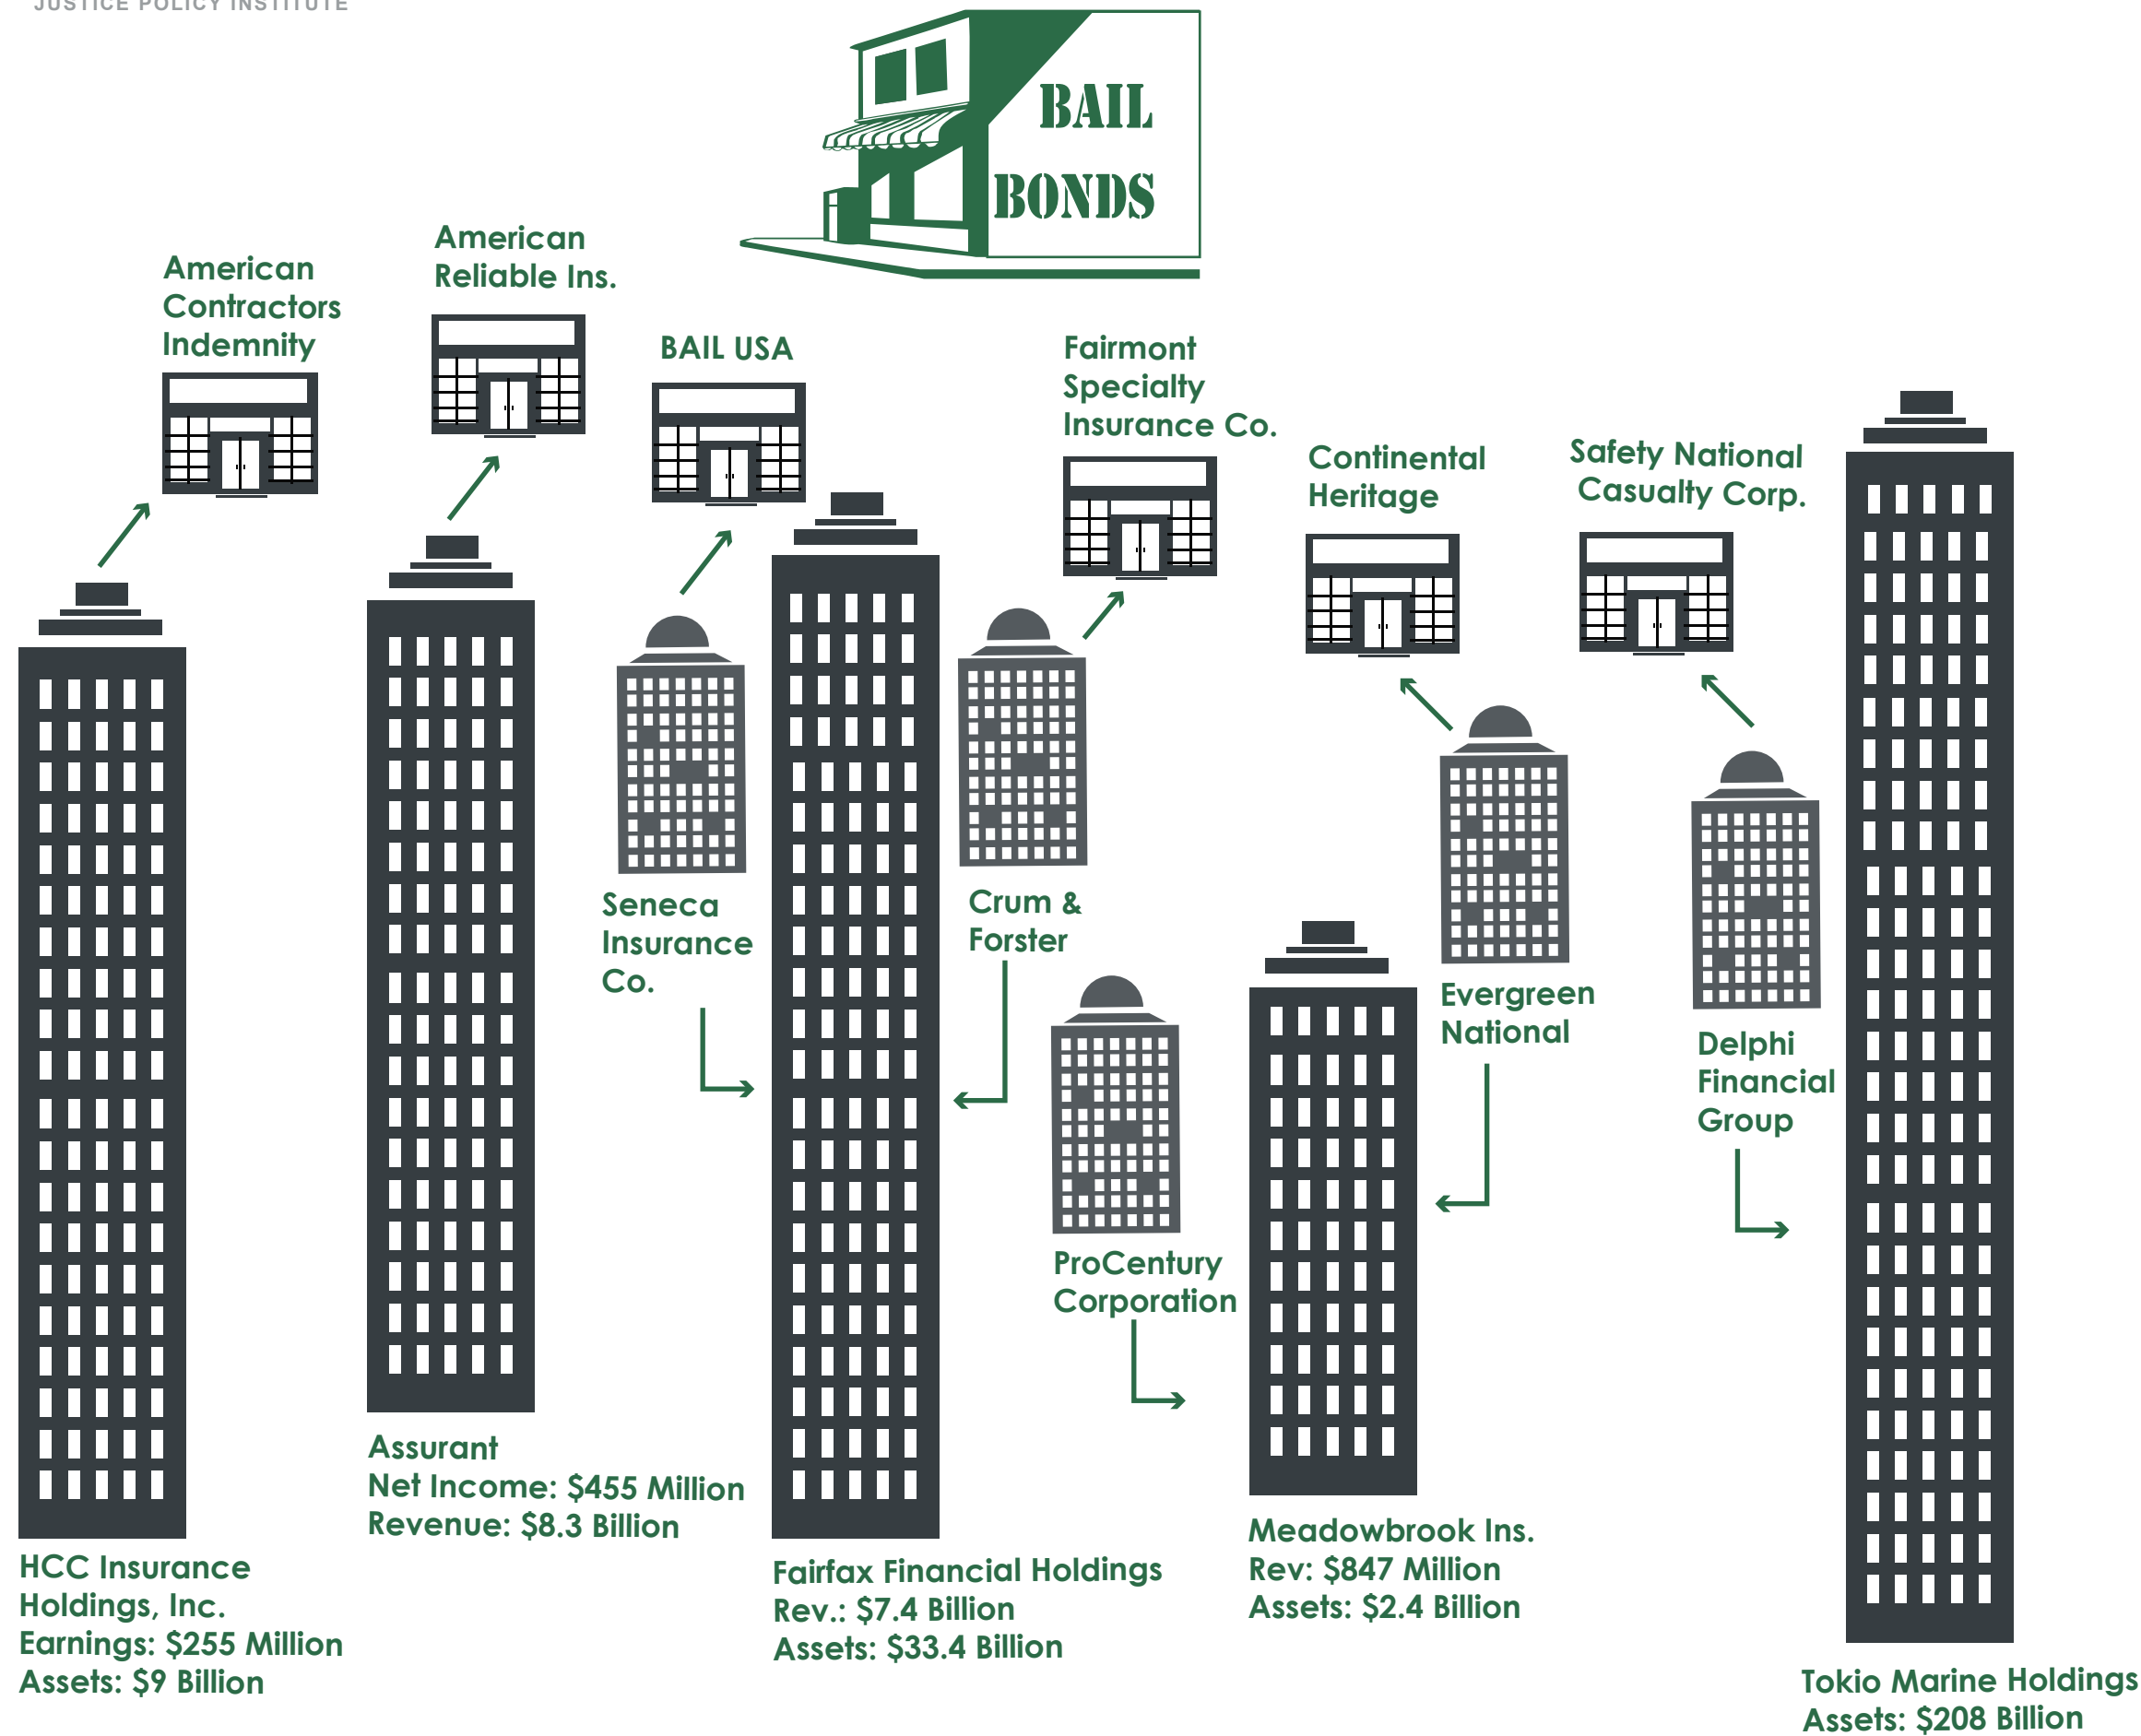 JUSTICE POLICY INSTITUTE
BAIL
BONDS
American
Contractors
Indemnity
American
Reliable Ins.
BAIL USA
Fairmont
Specialty
Insurance Co.
Continental
Heritage
Safety National
Casualty Corp.
Seneca
Insurance
Co.
Crum &
Forster
ProCentury
Corporation
Evergreen
National
Delphi
Financial
Group
HCC Insurance
Holdings, Inc.
Earnings: $255 Million
Assets: $9 Billion
Assurant
Net Income: $455 Million
Revenue: $8.3 Billion
Fairfax Financial Holdings
Rev.: $7.4 Billion
Assets: $33.4 Billion
Meadowbrook Ins.
Rev: $847 Million
Assets: $2.4 Billion
Tokio Marine Holdings
Assets: $208 Billion